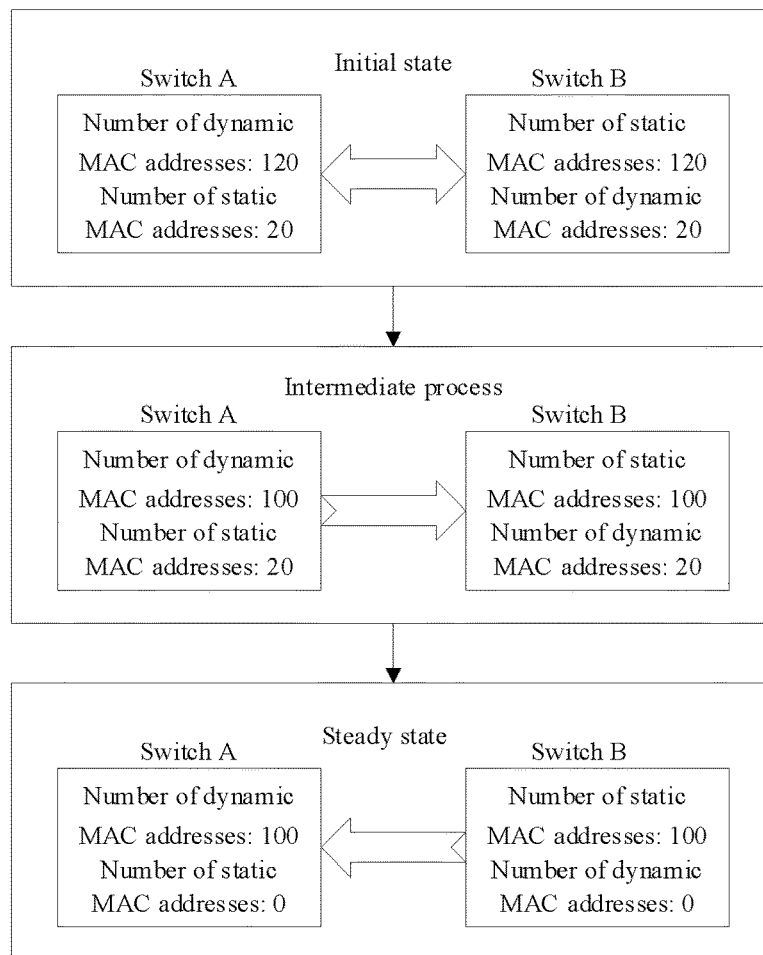 Initial state
Switch A
Number of dynamic
MAC addresses: 120
Number of static
MAC addresses: 20
Switch B
Number of static
MAC addresses: 120
Number of dynamic
MAC addresses: 20
Intermediate process
Switch A
Number of dynamic
MAC addresses: 100
Number of static
MAC addresses: 20
Switch B
Number of static
MAC addresses: 100
Number of dynamic
MAC addresses: 20
Steady state
Switch A
Number of dynamic
MAC addresses: 100
Number of static
MAC addresses: 0
Switch B
Number of static
MAC addresses: 100
Number of dynamic
MAC addresses: 0